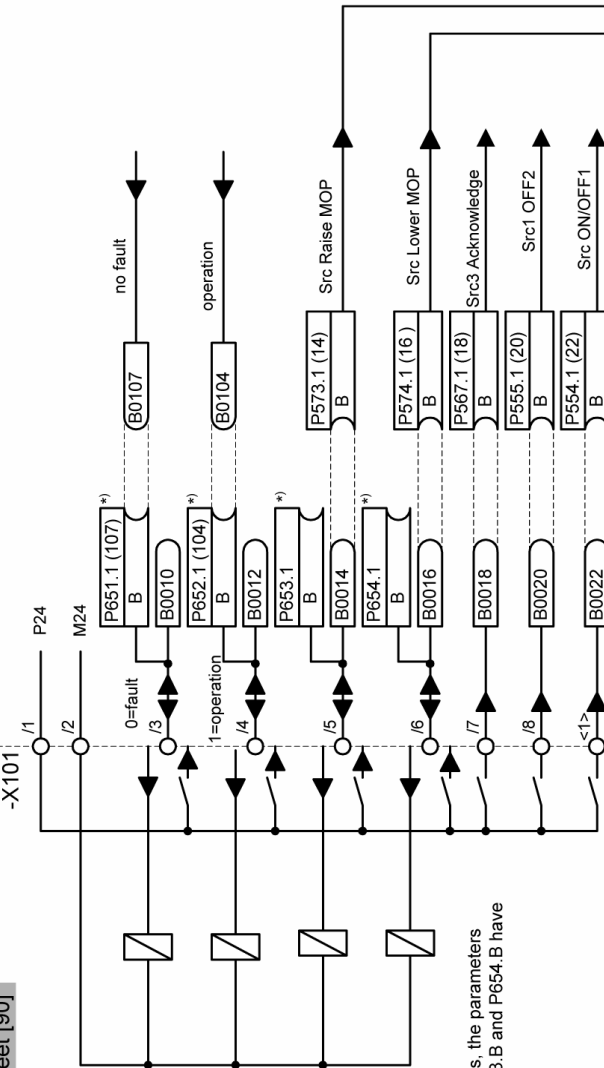 eet [90]
-X101
/1
P24
/2
M24
P651.1 (107)
*)
B
B0107
no fault
0=fault
/3
B0010
P652.1 (104)
*)
B
B0104
operation
1=operation
/4
B0012
P653.1
*)
B
P573.1 (14)
B
Src Raise MOP
/5
B0014
P654.1
*)
B
P574.1 (16 )
B
Src Lower MOP
/6
B0016
/7
B0018
P567.1 (18)
B
Src3 Acknowledge
/8
B0020
P555.1 (20)
B
Src1 OFF2
<1>
B0022
P554.1 (22)
B
Src ON/OFF1
s, the parameters
.B and P654.B have